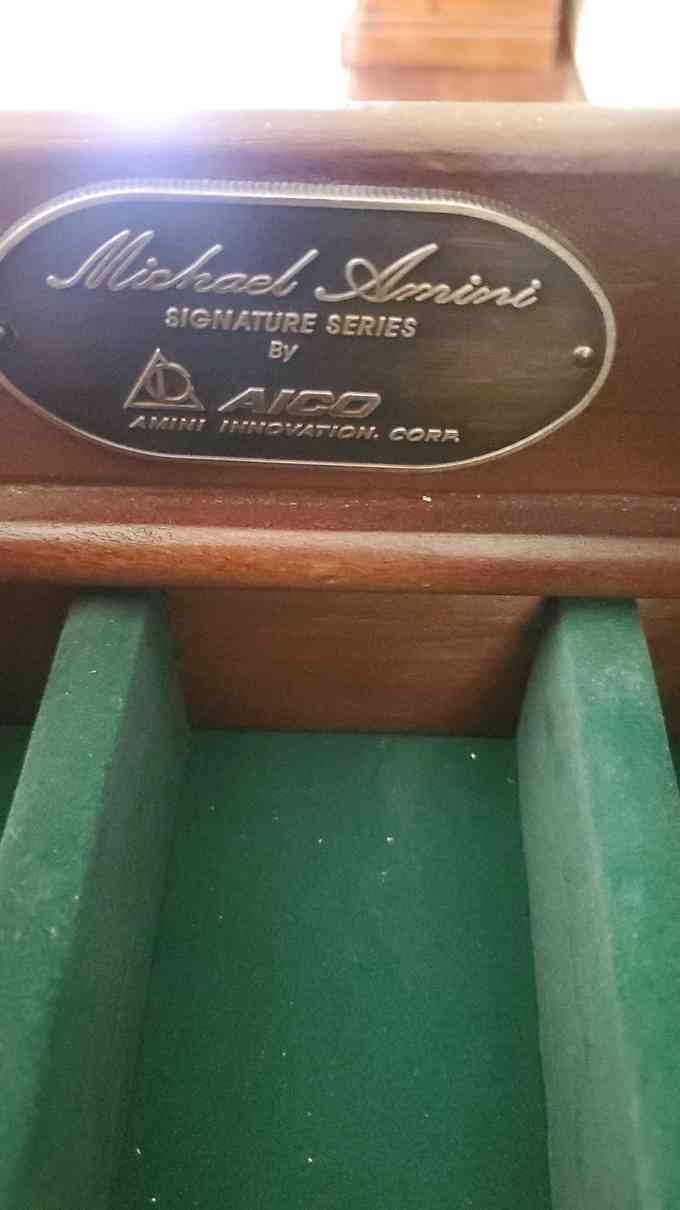 Michael Amini
SIGNATURE SERIES
By
AICO
AMINI INNOVATION. CORP.